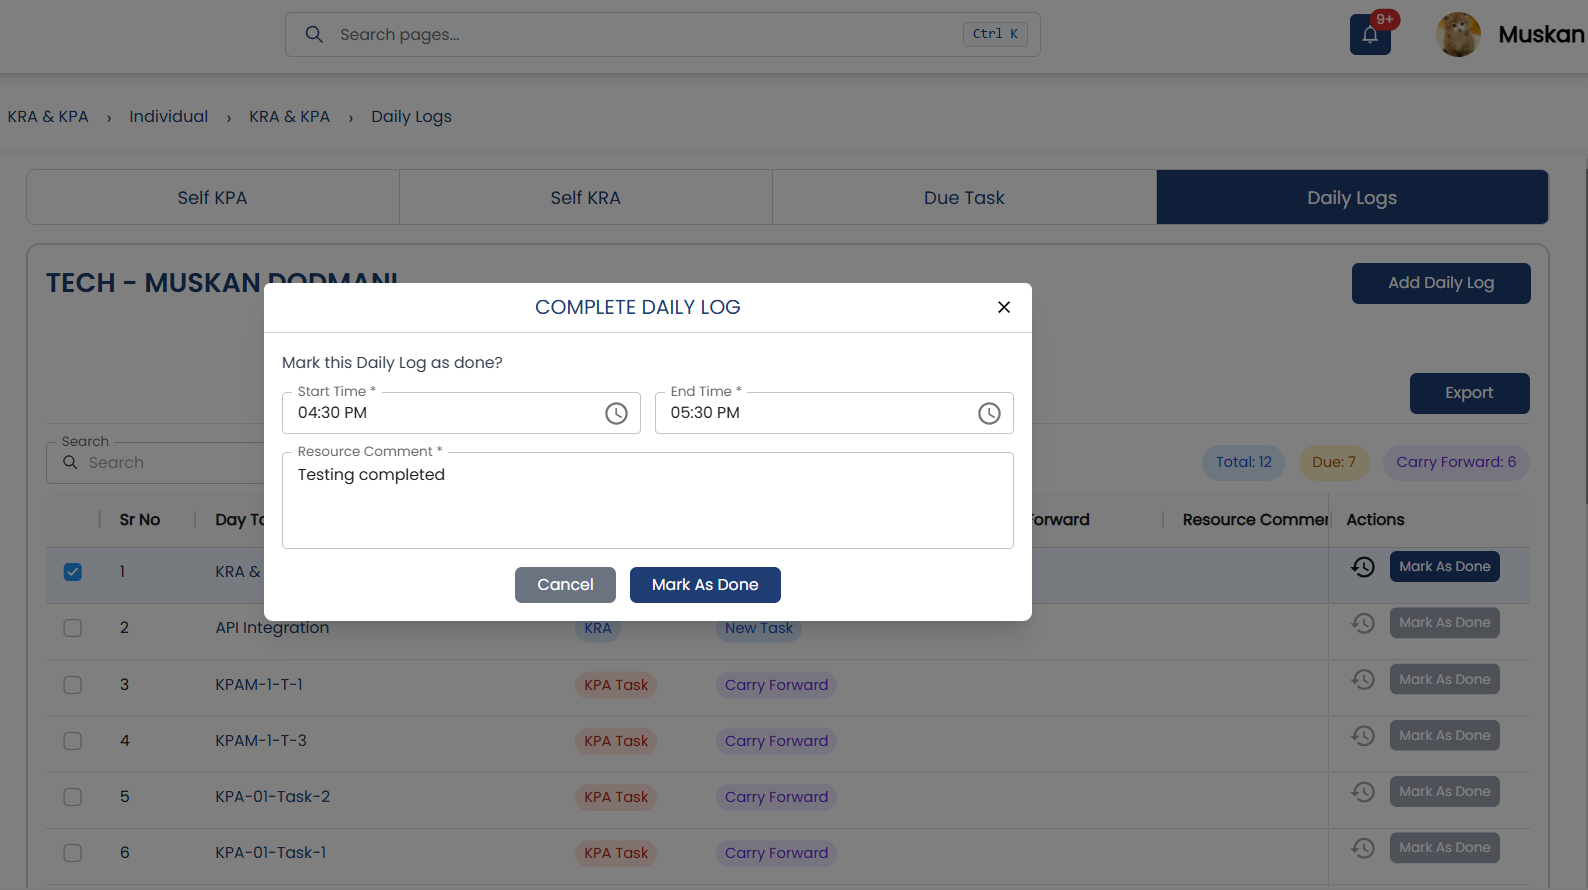 Search pages...
Ctrl K
9+
Muskan
KRA & KPA › Individual › KRA & KPA › Daily Logs
Self KPA
Self KRA
Due Task
Daily Logs
TECH - MUSKAN DODMANI
Add Daily Log
COMPLETE DAILY LOG
Mark this Daily Log as done?
Start Time *
04:30 PM
End Time *
05:30 PM
Resource Comment *
Testing completed
Cancel
Mark As Done
Export
Search
Search
Total: 12
Due: 7
Carry Forward: 6
Sr No
Day
Forward
Resource Commen
Actions
1
KRA &
Mark As Done
2
API Integration
KRA
New Task
Mark As Done
3
KPAM-1-T-1
KPA Task
Carry Forward
Mark As Done
4
KPAM-1-T-3
KPA Task
Carry Forward
Mark As Done
5
KPA-01-Task-2
KPA Task
Carry Forward
Mark As Done
6
KPA-01-Task-1
KPA Task
Carry Forward
Mark As Done